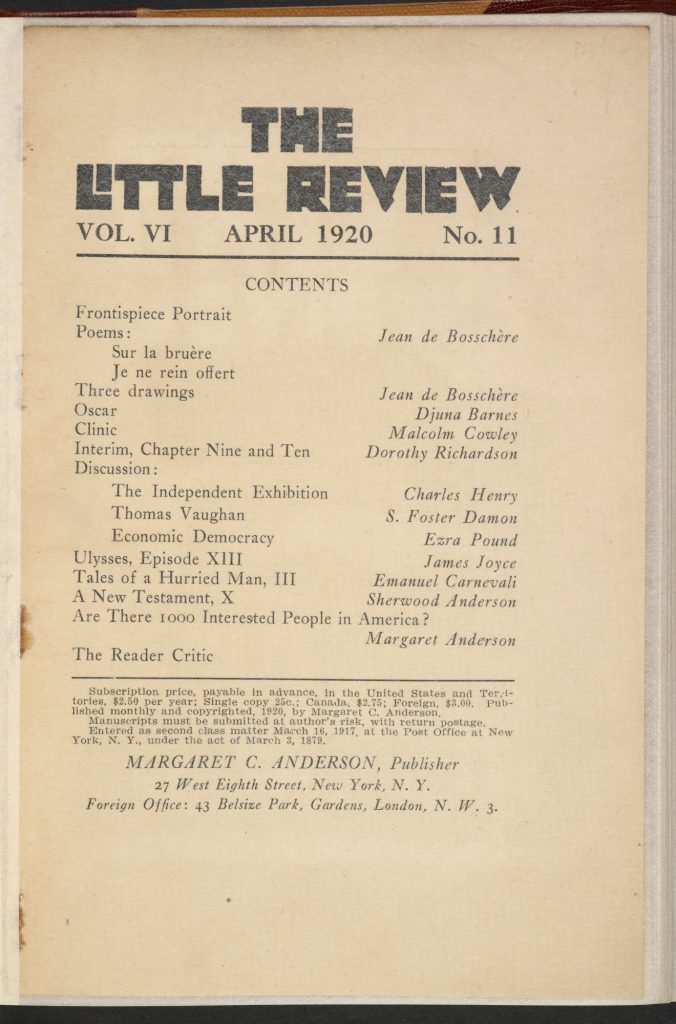 THE
LITTLE REVIEW
VOL. VI APRIL 1920 No. 11
CONTENTS
Frontispiece Portrait
Poems: Jean de Bosschère
Sur la bruère
Je ne rein offert
Three drawings Jean de Bosschère
Oscar Djuna Barnes
Clinic Malcolm Cowley
Interim, Chapter Nine and Ten Dorothy Richardson
Discussion:
The Independent Exhibition Charles Henry
Thomas Vaughan S. Foster Damon
Economic Democracy Ezra Pound
Ulysses, Episode XIII James Joyce
Tales of a Hurried Man, III Emanuel Carnevali
A New Testament, X Sherwood Anderson
Are There 1000 Interested People in America?
Margaret Anderson
The Reader Critic
Subscription price, payable in advance, in the United States and Terri-
tories, $2.50 per year; Single copy 25c.; Canada, $2.75; Foreign, $3.00. Pub-
lished monthly and copyrighted, 1920, by Margaret C. Anderson,
Manuscripts must be submitted at author's risk, with return postage.
Entered as second class matter March 16, 1917, at the Post Office at New
York, N. Y., under the act of March 3, 1879.
MARGARET C. ANDERSON, Publisher
27 West Eighth Street, New York, N. Y.
Foreign Office: 43 Belsize Park, Gardens, London, N. W. 3.